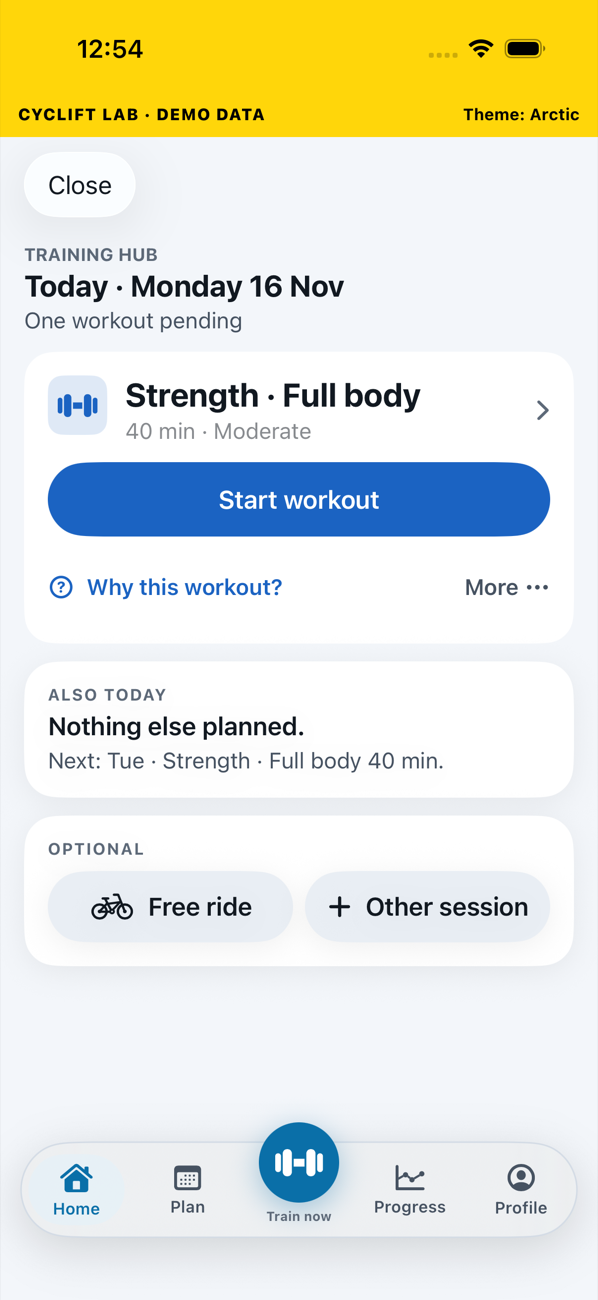 12:54
CYCLIFT LAB · DEMO DATA
Theme: Arctic
Close
TRAINING HUB
Today · Monday 16 Nov
One workout pending
Strength · Full body
40 min · Moderate
Start workout
Why this workout?
More ···
ALSO TODAY
Nothing else planned.
Next: Tue · Strength · Full body 40 min.
OPTIONAL
Free ride
+ Other session
Home
Plan
Train now
Progress
Profile